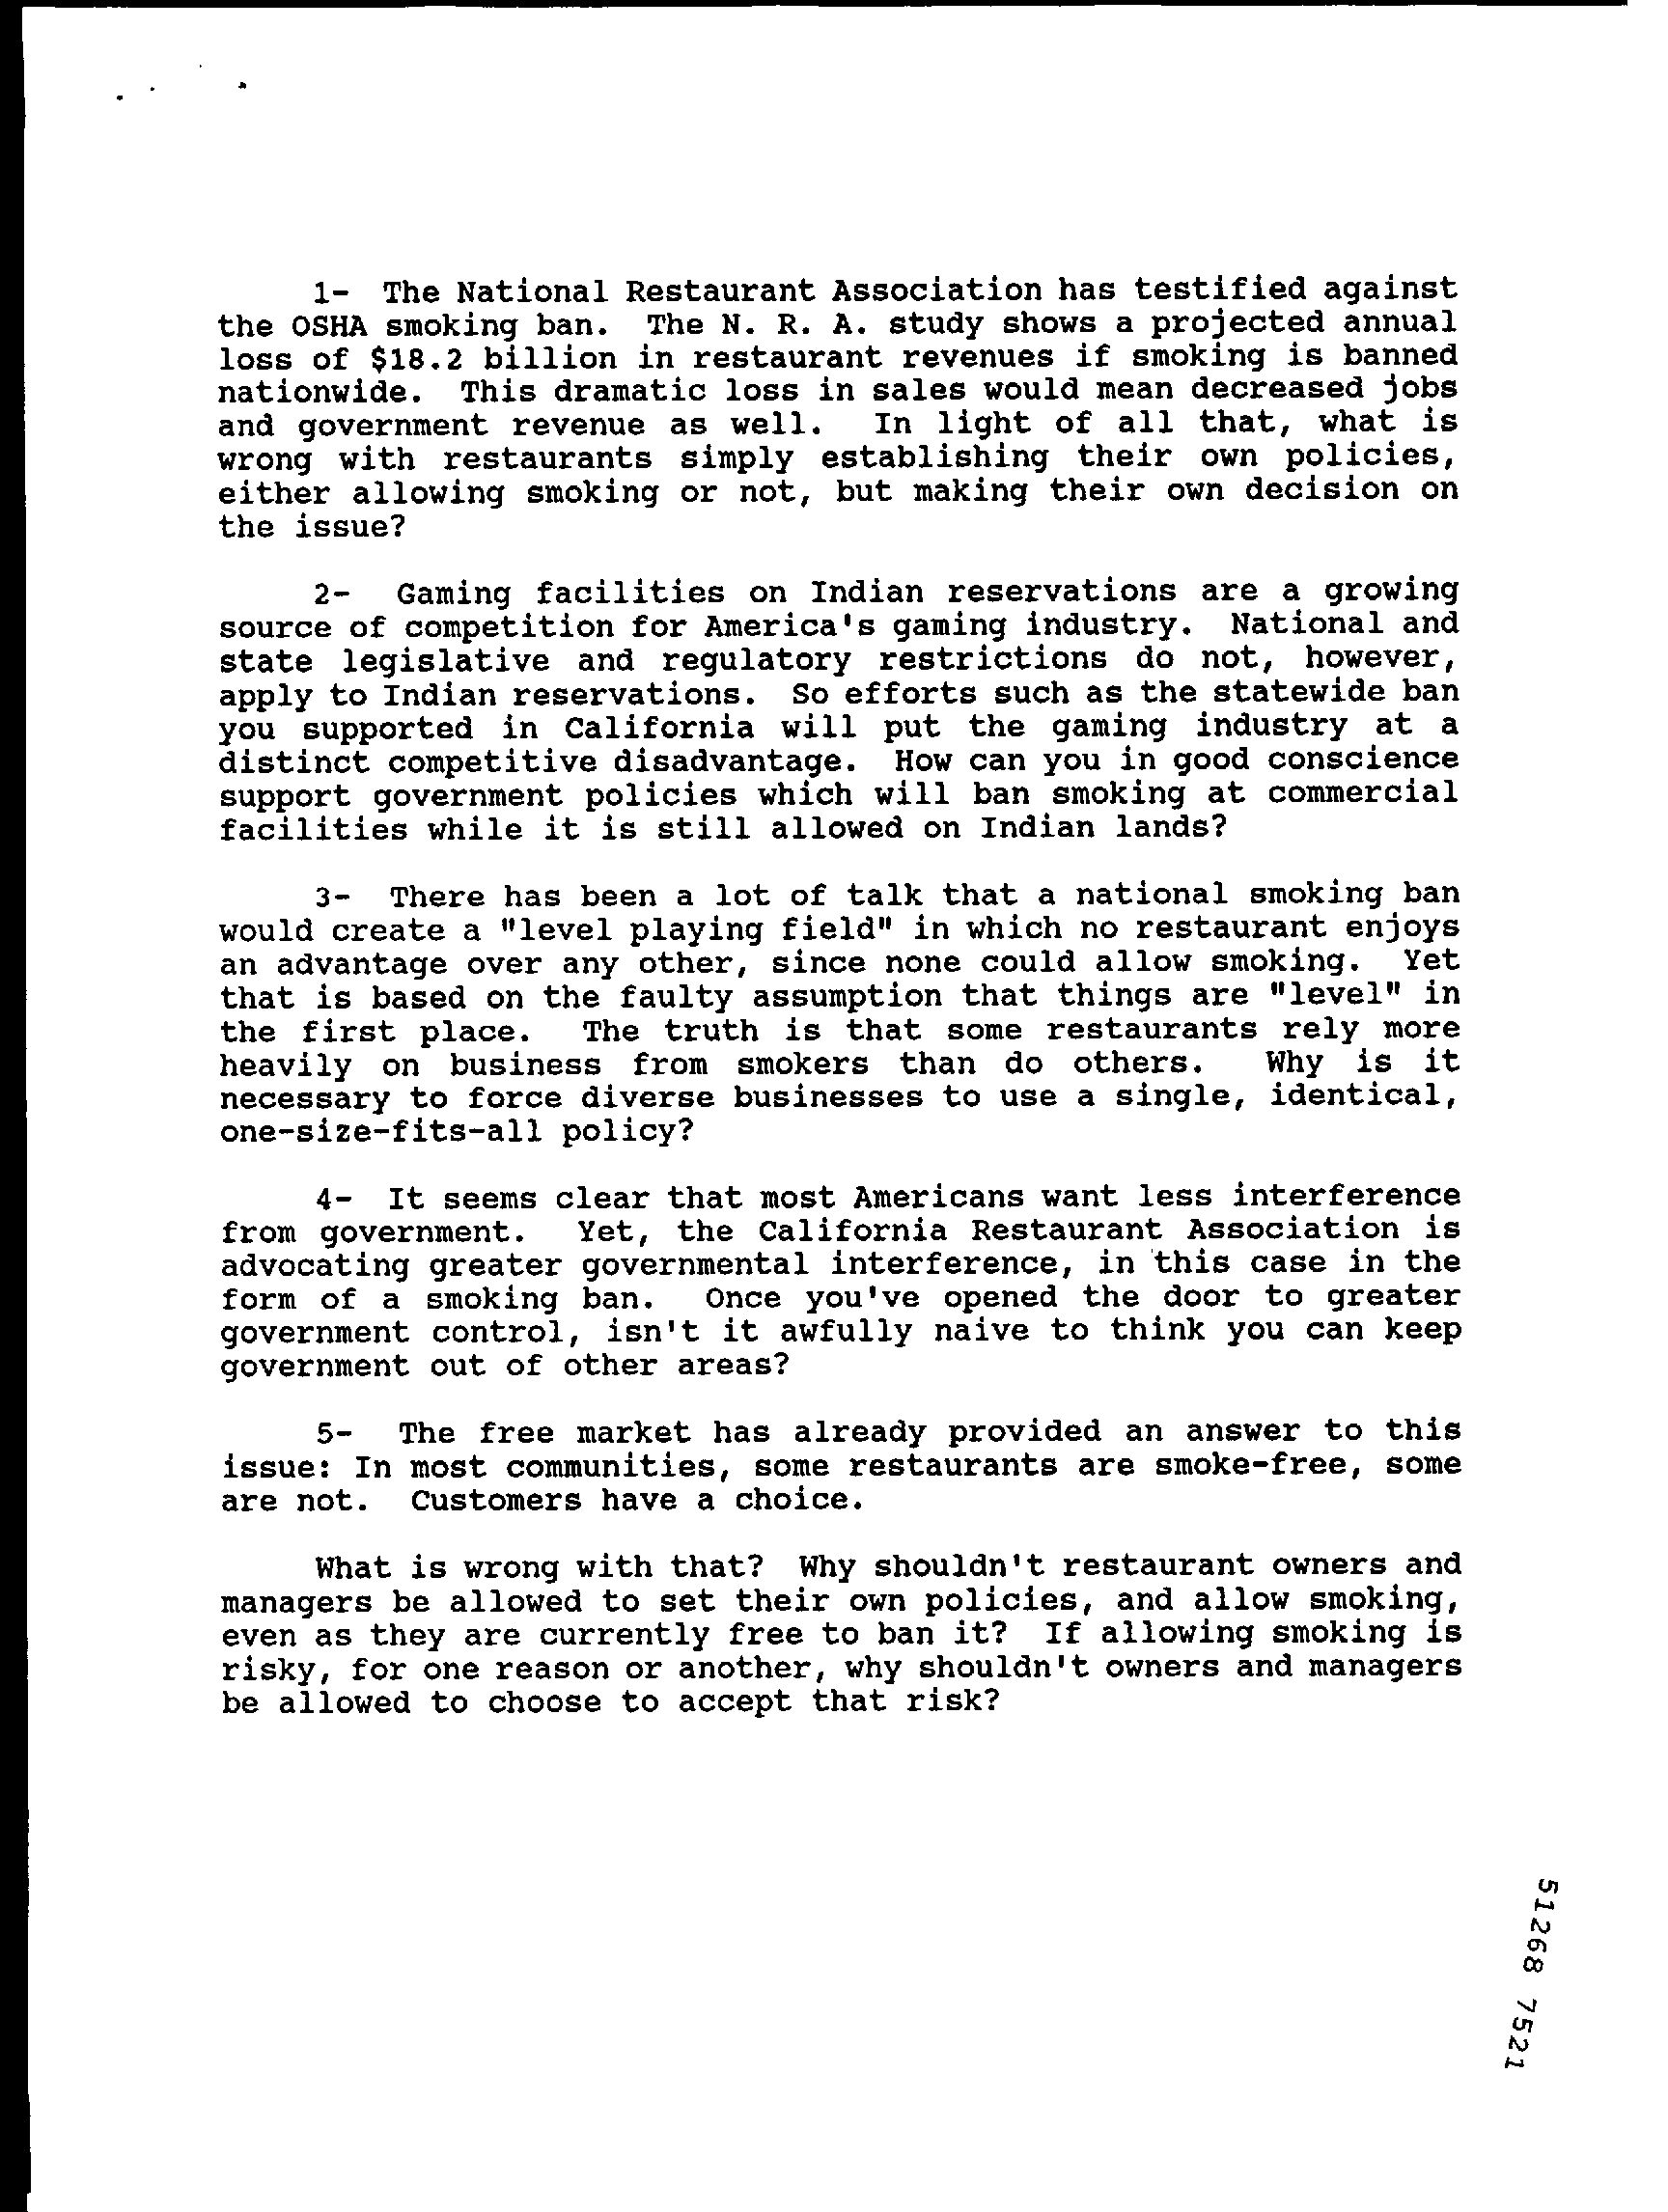 1- The National Restaurant Association has testified against
the OSHA smoking ban. The N. R. A. study shows a projected annual
loss of $18.2 billion in restaurant revenues if smoking is banned
nationwide. This dramatic loss in sales would mean decreased jobs
and government revenue as well. In light of all that, what is
wrong with restaurants simply establishing their own policies,
either allowing smoking or not, but making their own decision on
the issue?
2- Gaming facilities on Indian reservations are a growing
source of competition for America's gaming industry. National and
state legislative and regulatory restrictions do not, however,
apply to Indian reservations. So efforts such as the statewide ban
you supported in California will put the gaming industry at a
distinct competitive disadvantage. How can you in good conscience
support government policies which will ban smoking at commercial
facilities while it is still allowed on Indian lands?
3- There has been a lot of talk that a national smoking ban
would create a "level playing field" in which no restaurant enjoys
an advantage over any other, since none could allow smoking. Yet
that is based on the faulty assumption that things are "level" in
the first place. The truth is that some restaurants rely more
heavily on business from smokers than do others. Why is it
necessary to force diverse businesses to use a single, identical,
one-size-fits-all policy?
4- It seems clear that most Americans want less interference
from government. Yet, the California Restaurant Association is
advocating greater governmental interference, in this case in the
form of a smoking ban. Once you've opened the door to greater
government control, isn't it awfully naive to think you can keep
government out of other areas?
5- The free market has already provided an answer to this
issue: In most communities, some restaurants are smoke-free, some
are not. Customers have a choice.
What is wrong with that? Why shouldn't restaurant owners and
managers be allowed to set their own policies, and allow smoking,
even as they are currently free to ban it? If allowing smoking is
risky, for one reason or another, why shouldn't owners and managers
be allowed to choose to accept that risk?
51268 7521